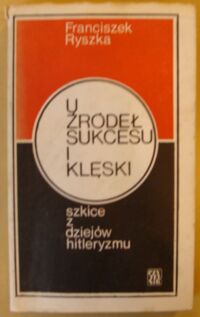 Franciszek
Ryszka
U
ŹRÓDEŁ
SUKCESU
I
KLĘSKI
szkice
z
dziejów
hitleryzmu